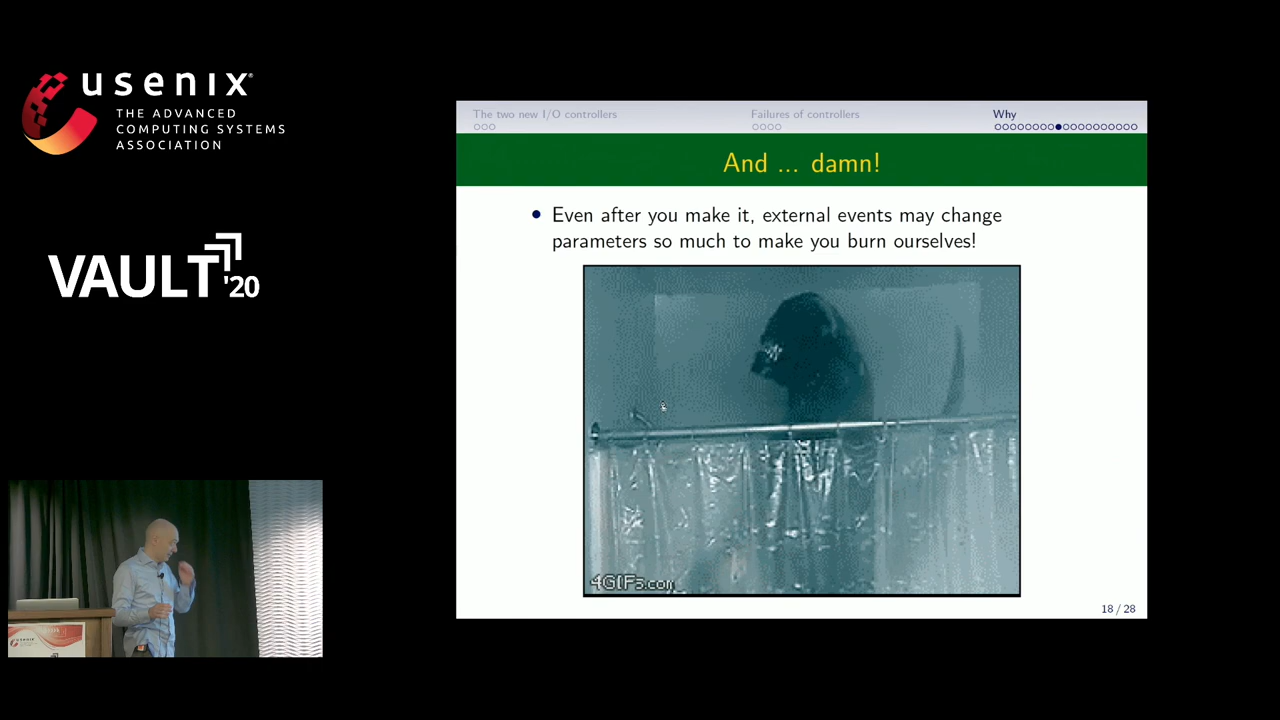 usenix®
THE ADVANCED
COMPUTING SYSTEMS
ASSOCIATION
VAULT '20
The two new I/O controllers
Failures of controllers
Why
And ... damn!
Even after you make it, external events may change
parameters so much to make you burn ourselves!
4GIFs.com
18 / 28
usenix